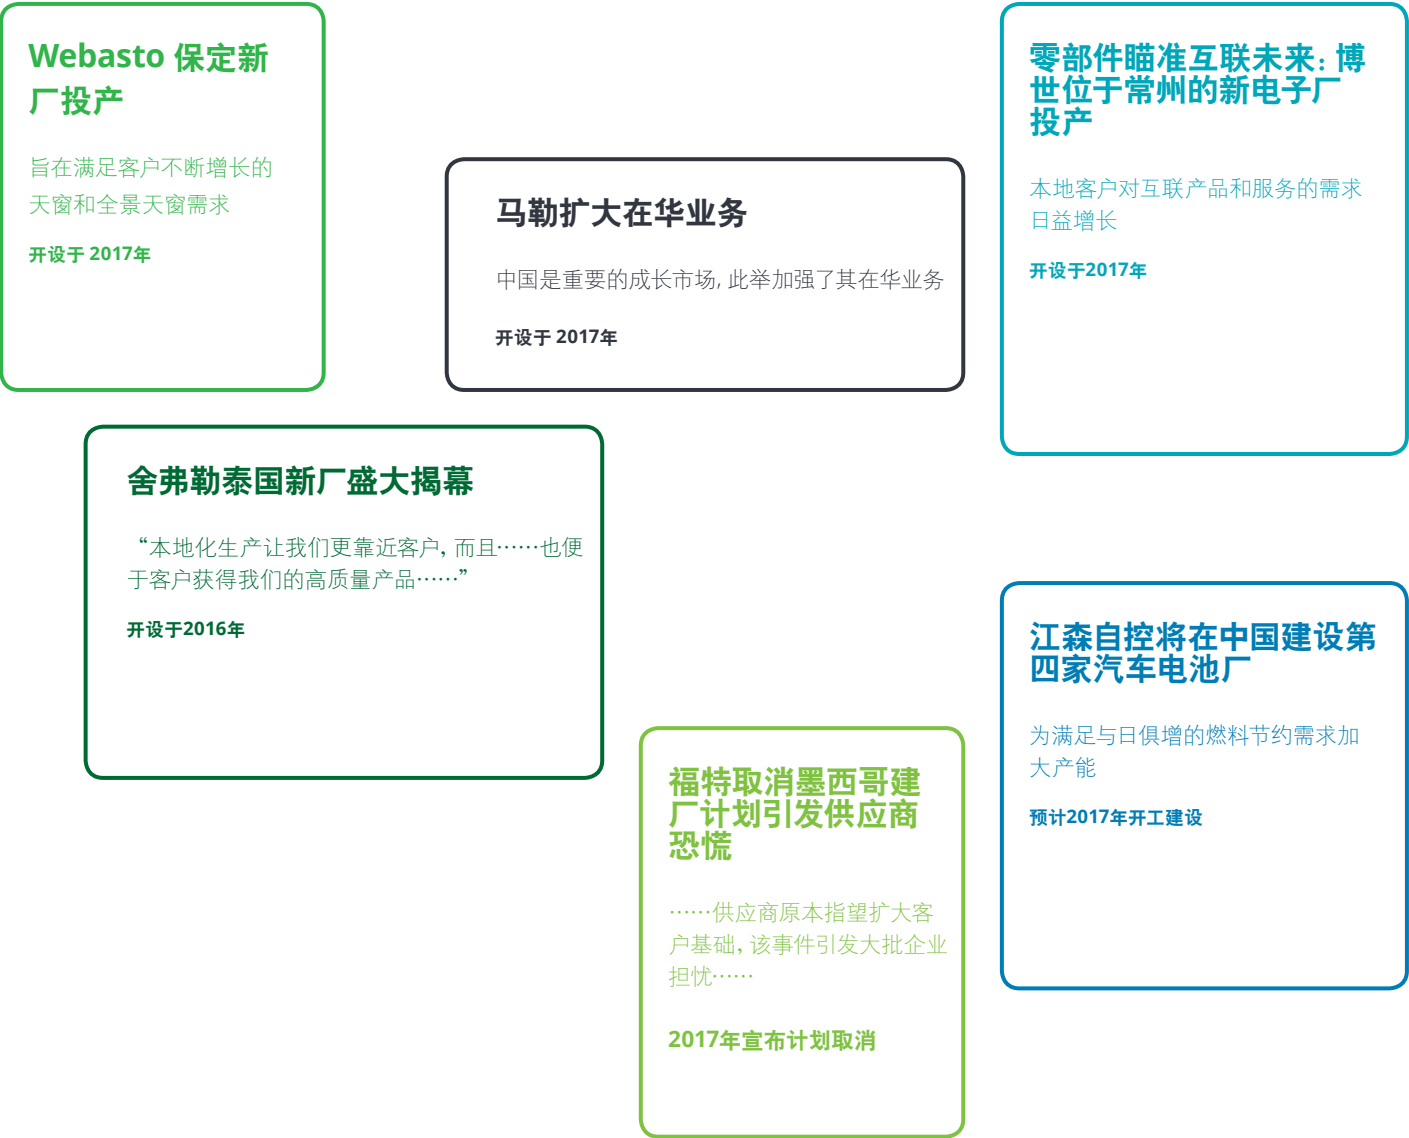 Webasto 保定新
厂投产
旨在满足客户不断增长的
天窗和全景天窗需求
开设于 2017年
马勒扩大在华业务
中国是重要的成长市场, 此举加强了其在华业务
开设于 2017年
零部件瞄准互联未来: 博
世位于常州的新电子厂
投产
本地客户对互联产品和服务的需求
日益增长
开设于2017年
舍弗勒泰国新厂盛大揭幕
“本地化生产让我们更靠近客户, 而且……也便
于客户获得我们的高质量产品……”
开设于2016年
福特取消墨西哥建
厂计划引发供应商
恐慌
……供应商原本指望扩大客
户基础, 该事件引发大批企业
担忧……
2017年宣布计划取消
江森自控将在中国建设第
四家汽车电池厂
为满足与日俱增的燃料节约需求加
大产能
预计2017年开工建设